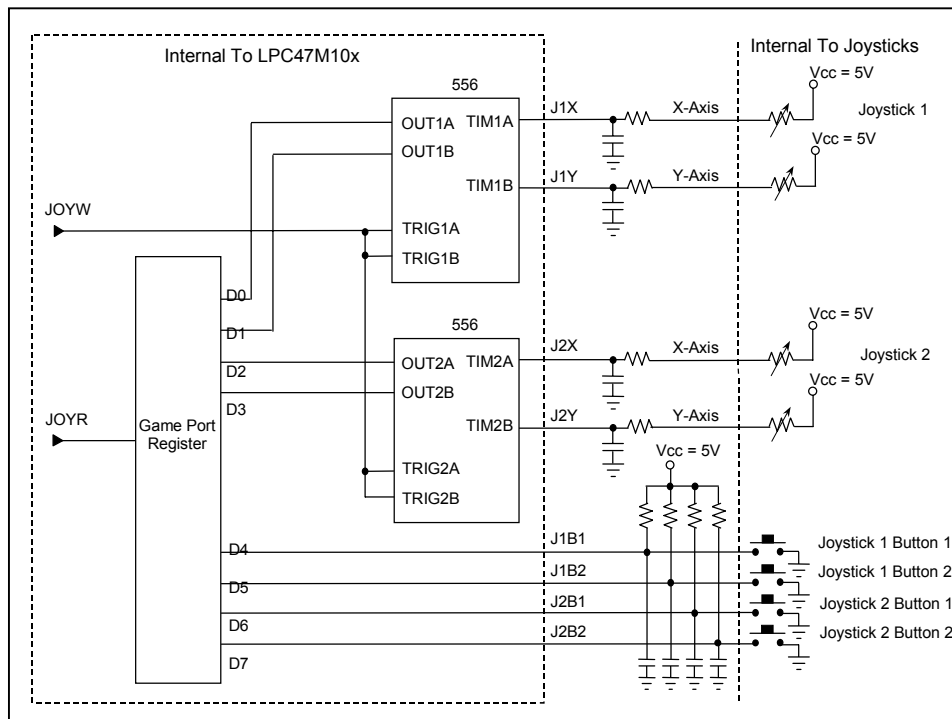 Internal To LPC47M10x
Internal To Joysticks
Vcc = 5V
556
J1X
X-Axis
Joystick 1
OUT1A
TIM1A
Vcc = 5V
OUT1B
J1Y
Y-Axis
TIM1B
JOYW
TRIG1A
TRIG1B
D0
Vcc = 5V
D1
556
J2X
X-Axis
Joystick 2
OUT2A
TIM2A
D2
Vcc = 5V
OUT2B
J2Y
Y-Axis
D3
TIM2B
JOYR
Game Port
Register
Vcc = 5V
TRIG2A
TRIG2B
D4
J1B1
Joystick 1 Button 1
D5
J1B2
Joystick 1 Button 2
D6
J2B1
Joystick 2 Button 1
D7
J2B2
Joystick 2 Button 2